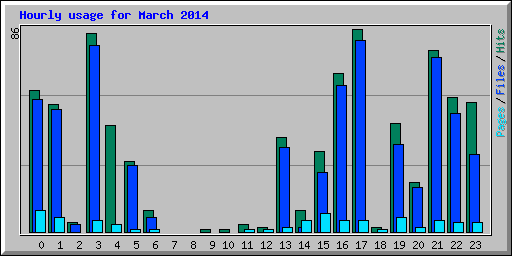 Hourly usage for March 2014
86
Pages/Files/Hits
0 1 2 3 4 5 6 7 8 9 10 11 12 13 14 15 16 17 18 19 20 21 22 23